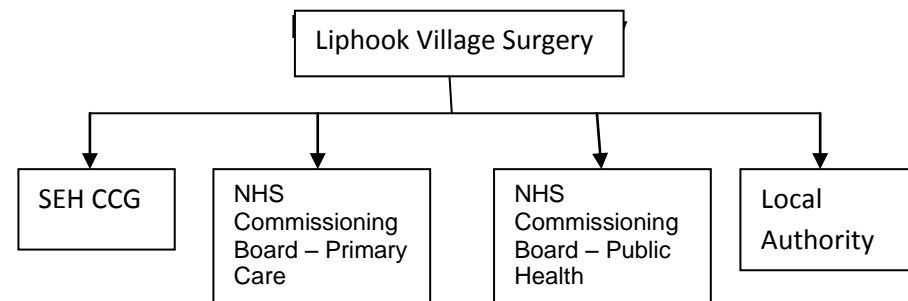 Liphook Village Surgery
SEH CCG
NHS
Commissioning
Board – Primary
Care
NHS
Commissioning
Board – Public
Health
Local
Authority